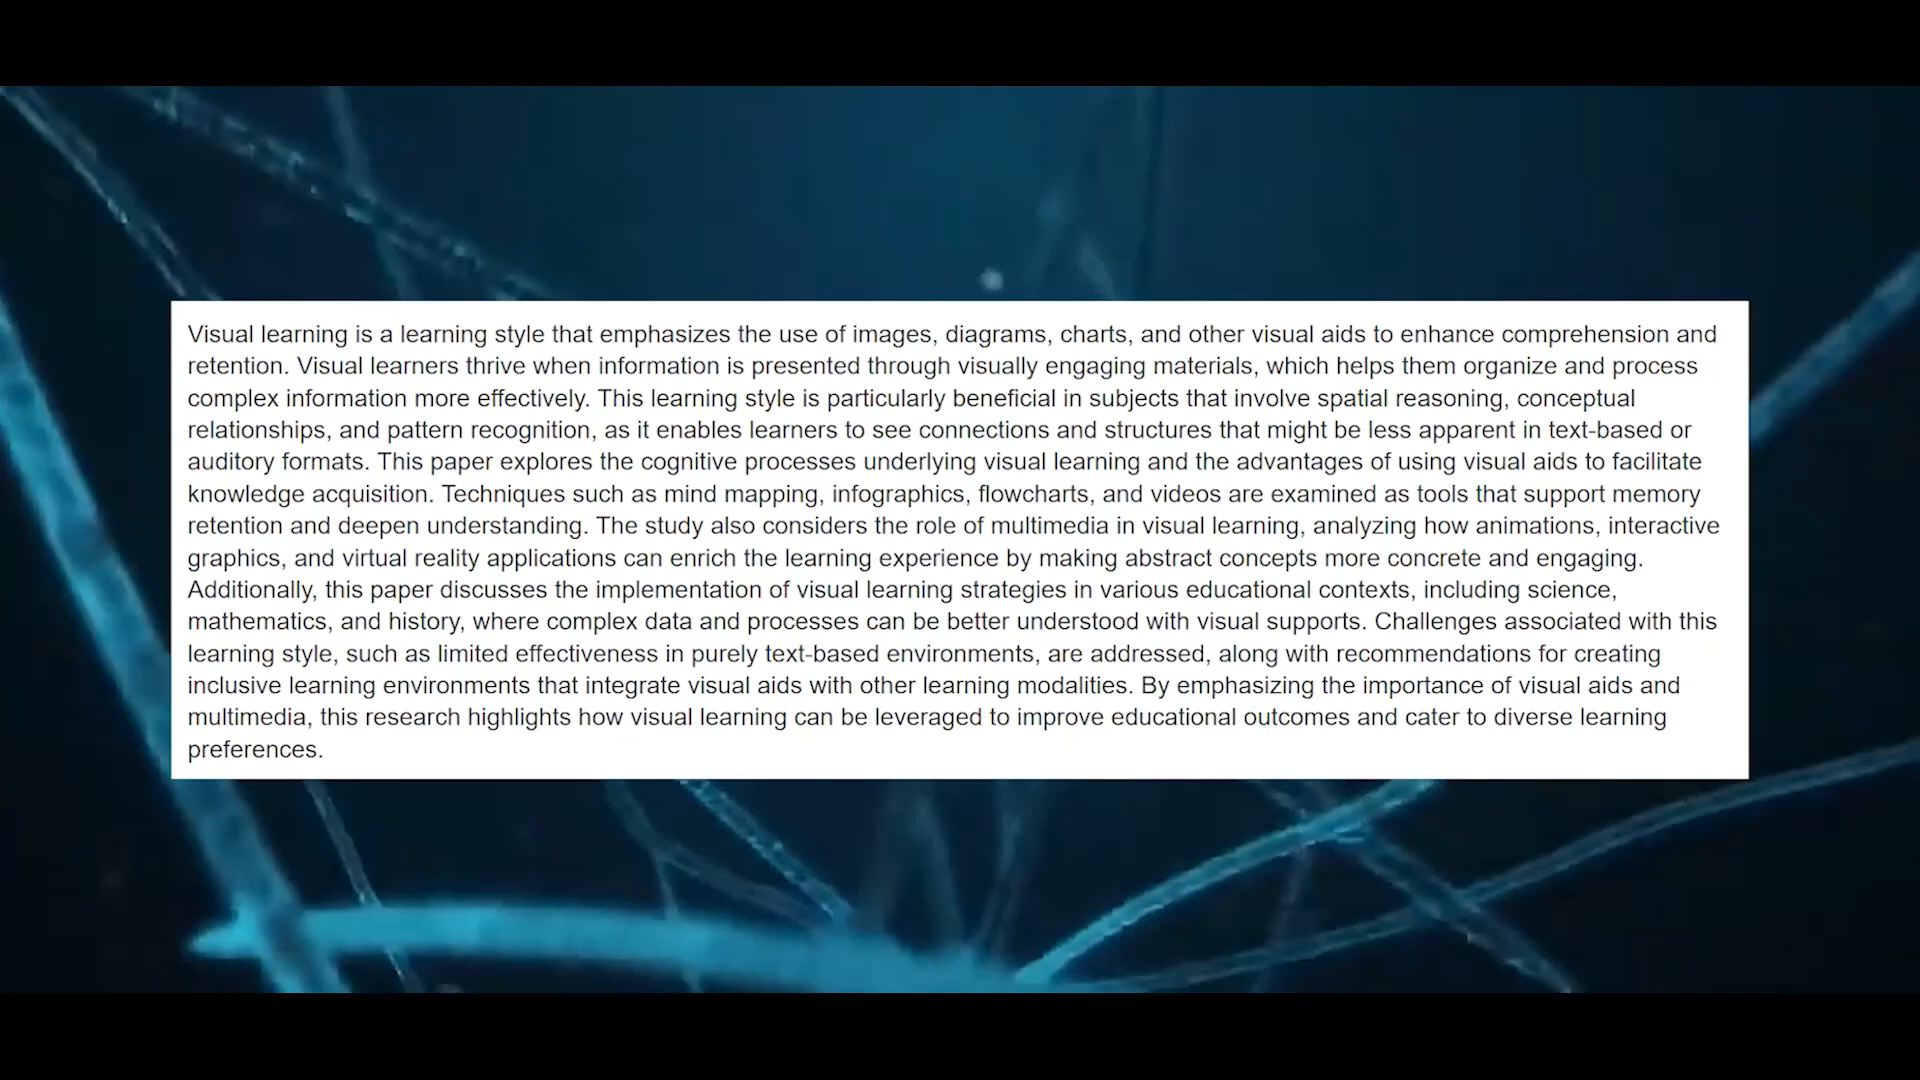 Visual learning is a learning style that emphasizes the use of images, diagrams, charts, and other visual aids to enhance comprehension and
retention. Visual learners thrive when information is presented through visually engaging materials, which helps them organize and process
complex information more effectively. This learning style is particularly beneficial in subjects that involve spatial reasoning, conceptual
relationships, and pattern recognition, as it enables learners to see connections and structures that might be less apparent in text-based or
auditory formats. This paper explores the cognitive processes underlying visual learning and the advantages of using visual aids to facilitate
knowledge acquisition. Techniques such as mind mapping, infographics, flowcharts, and videos are examined as tools that support memory
retention and deepen understanding. The study also considers the role of multimedia in visual learning, analyzing how animations, interactive
graphics, and virtual reality applications can enrich the learning experience by making abstract concepts more concrete and engaging.
Additionally, this paper discusses the implementation of visual learning strategies in various educational contexts, including science,
mathematics, and history, where complex data and processes can be better understood with visual supports. Challenges associated with this
learning style, such as limited effectiveness in purely text-based environments, are addressed, along with recommendations for creating
inclusive learning environments that integrate visual aids with other learning modalities. By emphasizing the importance of visual aids and
multimedia, this research highlights how visual learning can be leveraged to improve educational outcomes and cater to diverse learning
preferences.